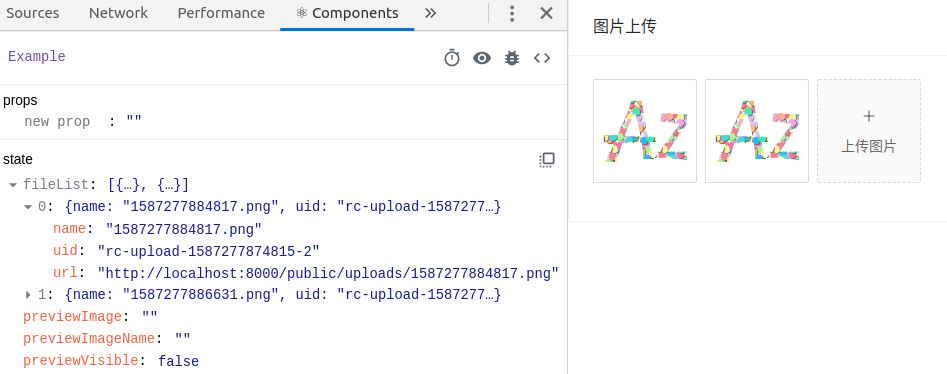 Sources Network Performance ⚛ Components »
Example
props
new prop : ""
state
fileList: [{…}, {…}]
0: {name: "1587277884817.png", uid: "rc-upload-1587277…}
name: "1587277884817.png"
uid: "rc-upload-1587277874815-2"
url: "http://localhost:8000/public/uploads/1587277884817.png"
1: {name: "1587277886631.png", uid: "rc-upload-1587277…}
previewImage: ""
previewImageName: ""
previewVisible: false
图片上传
AZ
AZ
+
上传图片